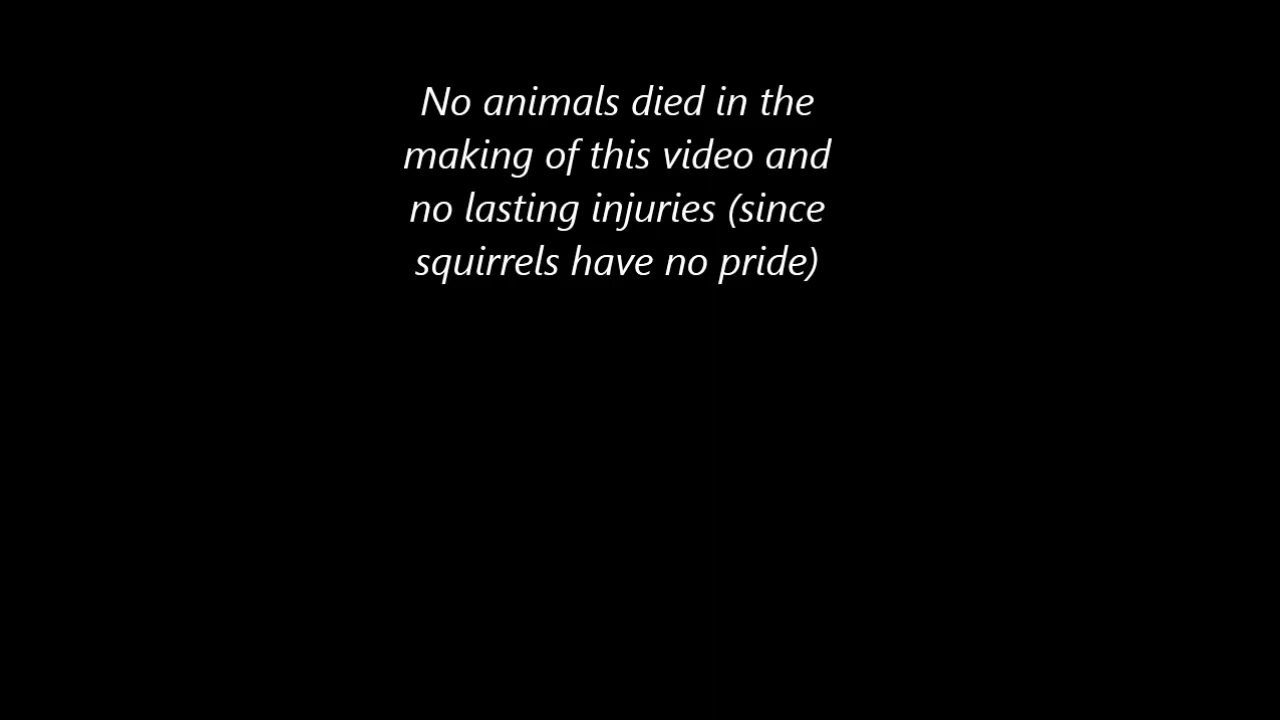 No animals died in the
making of this video and
no lasting injuries (since
squirrels have no pride)